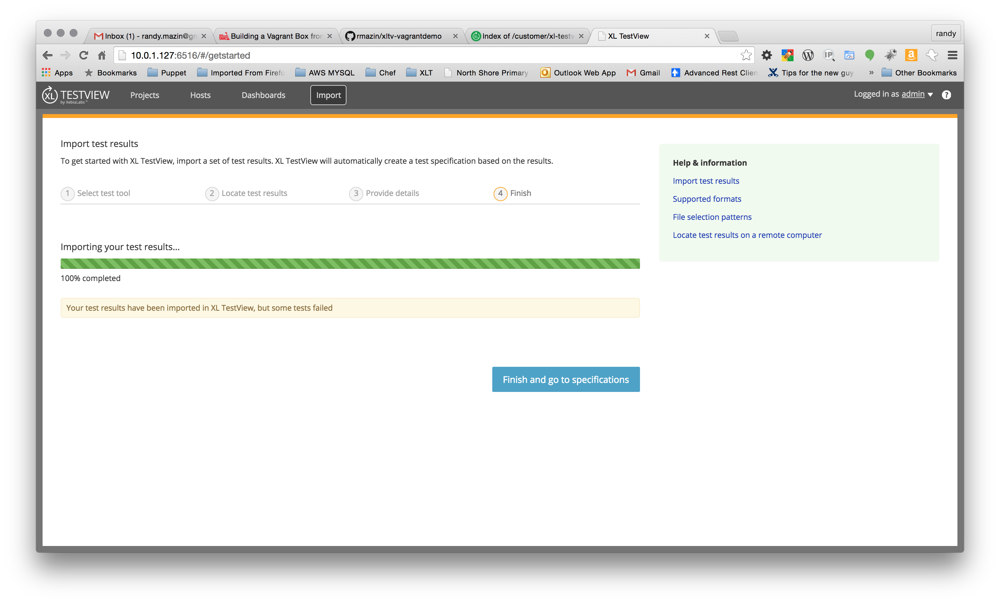 Inbox (1) - randy.mazin@gm
Building a Vagrant Box from
rmazin/xltv-vagrantdemo
Index of /customer/xl-testv
XL TestView
randy
10.0.1.127:6516/#/getstarted
Apps
Bookmarks
Puppet
Imported From Firefo
AWS MYSQL
Chef
XLT
North Shore Primary
Outlook Web App
Gmail
Advanced Rest Clien
Tips for the new guy
»
Other Bookmarks
XL TESTVIEW
by XebiaLabs™
Projects
Hosts
Dashboards
Import
Logged in as admin
?
Import test results
To get started with XL TestView, import a set of test results. XL TestView will automatically create a test specification based on the results.
1 Select test tool
2 Locate test results
3 Provide details
4 Finish
Importing your test results...
100% completed
Your test results have been imported in XL TestView, but some tests failed
Finish and go to specifications
Help & information
Import test results
Supported formats
File selection patterns
Locate test results on a remote computer